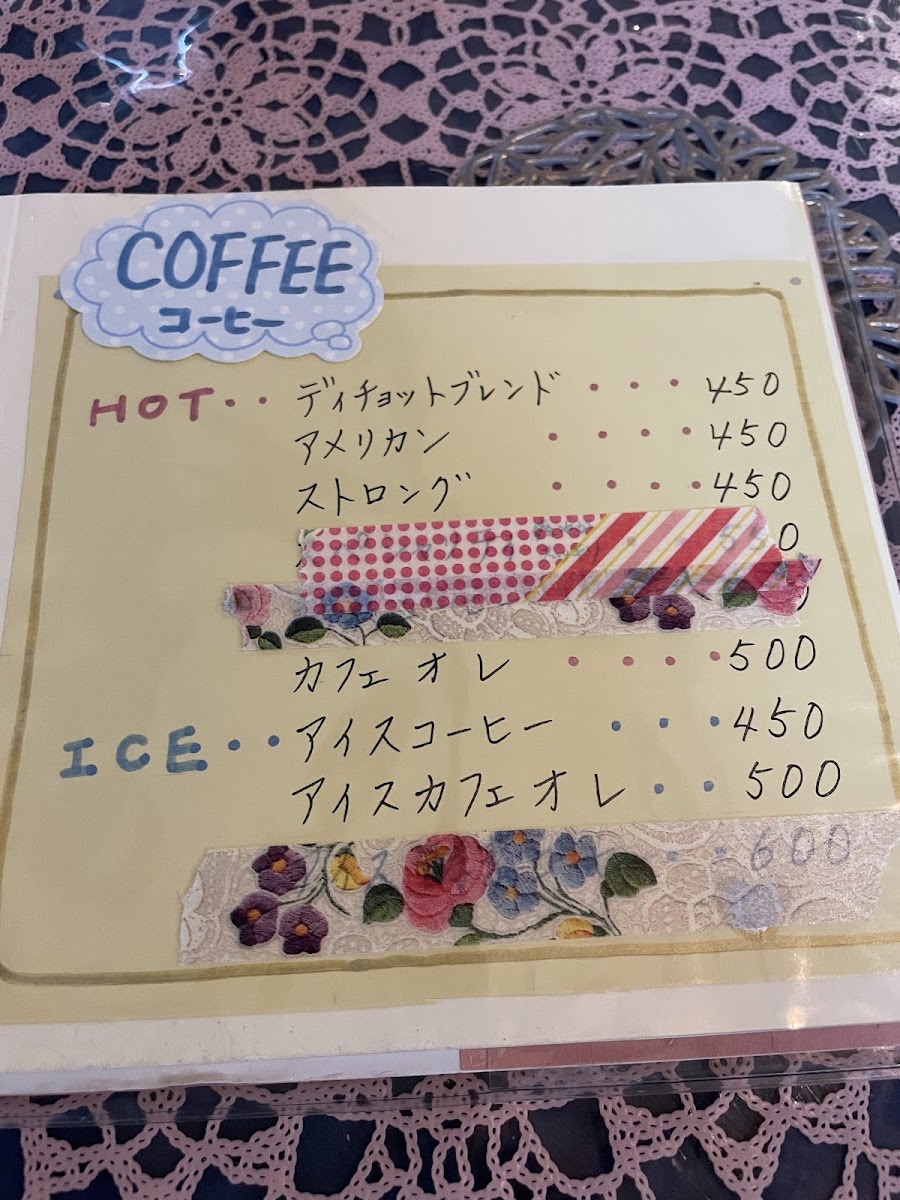 COFFEE
コーヒー
HOT・・ディチョットブレンド・・・450
アメリカン・・・・450
ストロング・・・・450
カフェオレ・・・・500
ICE・・アイスコーヒー・・・450
アイスカフェオレ・・500
600